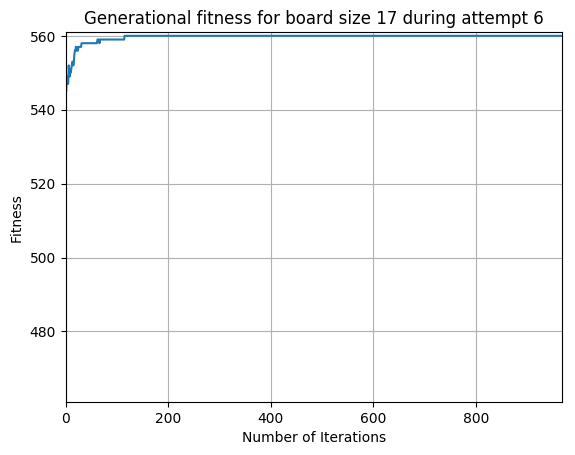 Generational fitness for board size 17 during attempt 6
560
540
520
500
480
Fitness
0 200 400 600 800
Number of Iterations